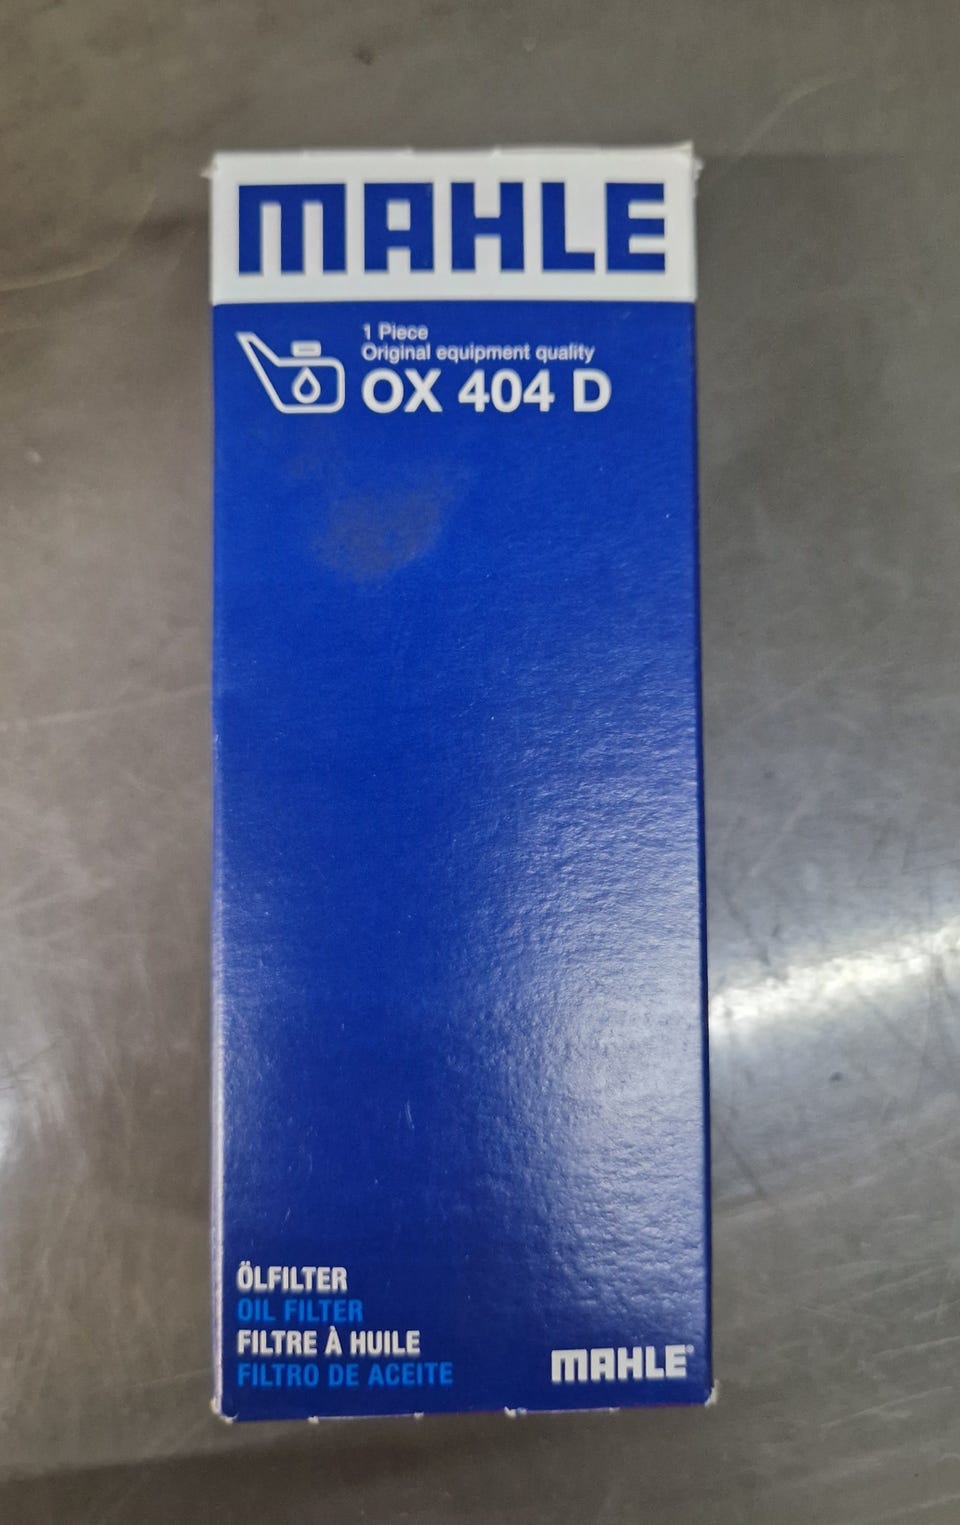 MAHLE
1 Piece
Original equipment quality
OX 404 D
ÖLFILTER
OIL FILTER
FILTRE À HUILE
FILTRO DE ACEITE
MAHLE®